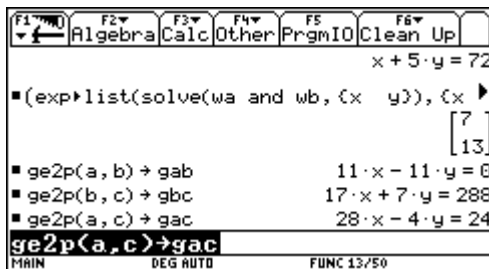 F1 F2 F3 F4 F5 F6
Algebra Calc Other PrgmIO Clean Up
x + 5·y = 72
▪(exp▸list(solve(wa and wb,{x y}),{x ▶
[7
13]
▪ge2p(a,b) → gab 11·x - 11·y = 0
▪ge2p(b,c) → gbc 17·x + 7·y = 288
▪ge2p(a,c) → gac 28·x - 4·y = 24
ge2p(a,c)→gac
MAIN DEG AUTO FUNC 13/50